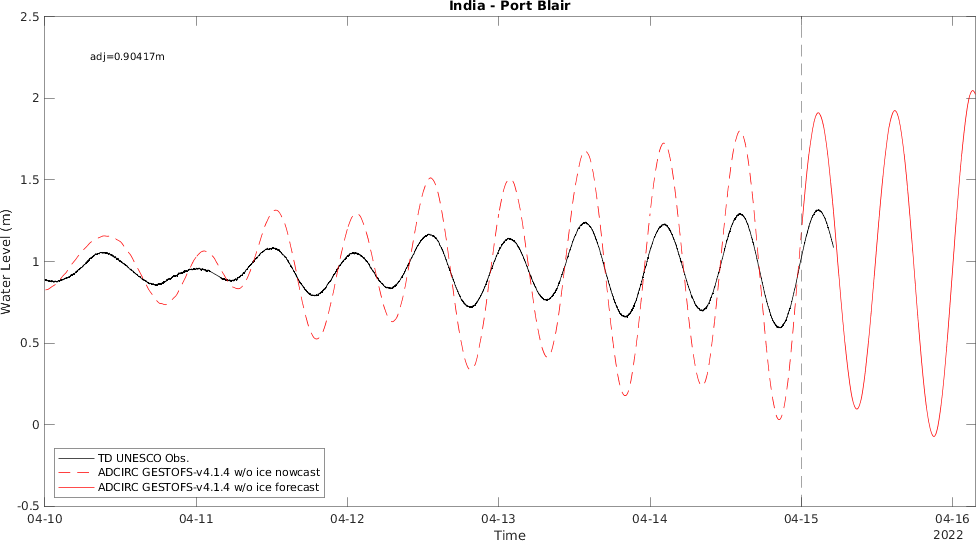 India - Port Blair
2.5
adj=0.90417m
2
1.5
1
0.5
0
-0.5
Water Level (m)
TD UNESCO Obs.
ADCIRC GESTOFS-v4.1.4 w/o ice nowcast
ADCIRC GESTOFS-v4.1.4 w/o ice forecast
04-10 04-11 04-12 04-13 04-14 04-15 04-16
Time 2022